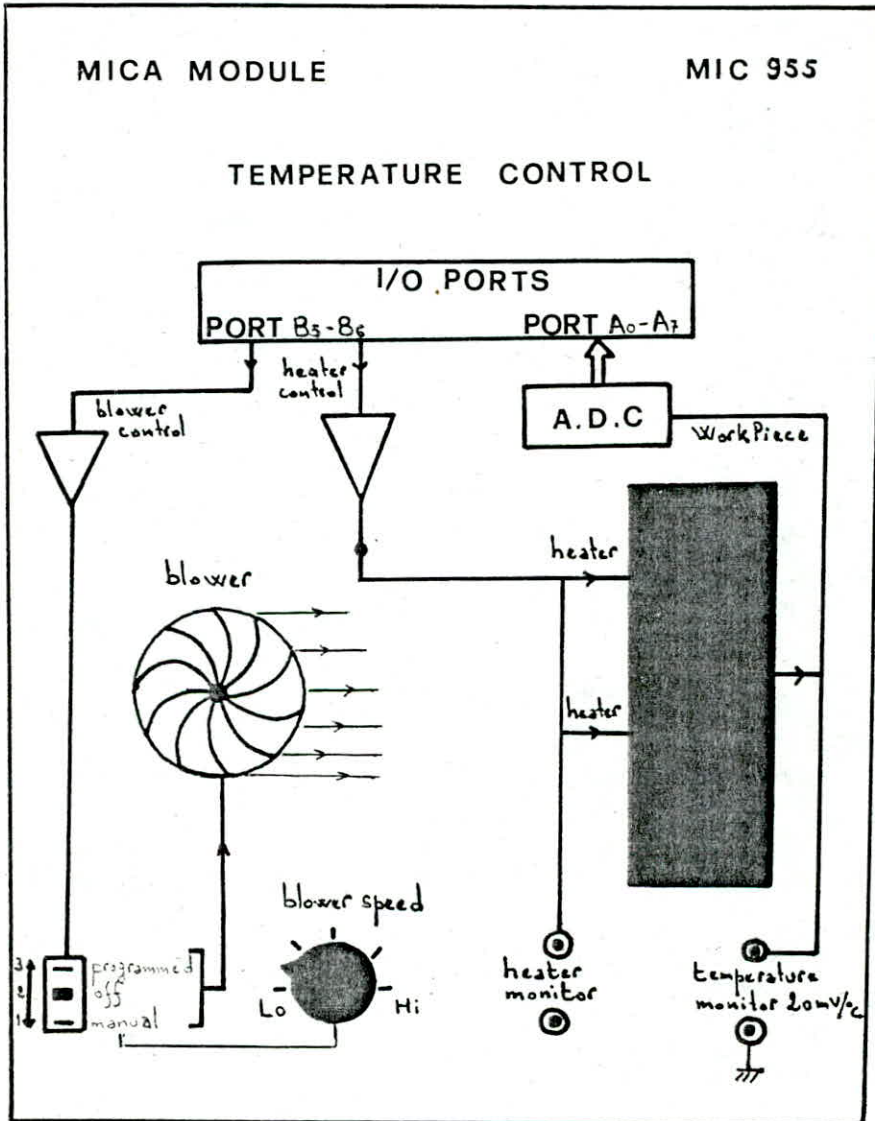 MICA MODULE
MIC 955
TEMPERATURE CONTROL
I/O PORTS
PORT B5-B6
PORT A0-A7
blower
control
heater
control
A.D.C
WorkPiece
blower
heater
heater
blower speed
Lo
Hi
3
programmed
2
off
1
manual
heater
monitor
temperature
monitor 20mV/°C